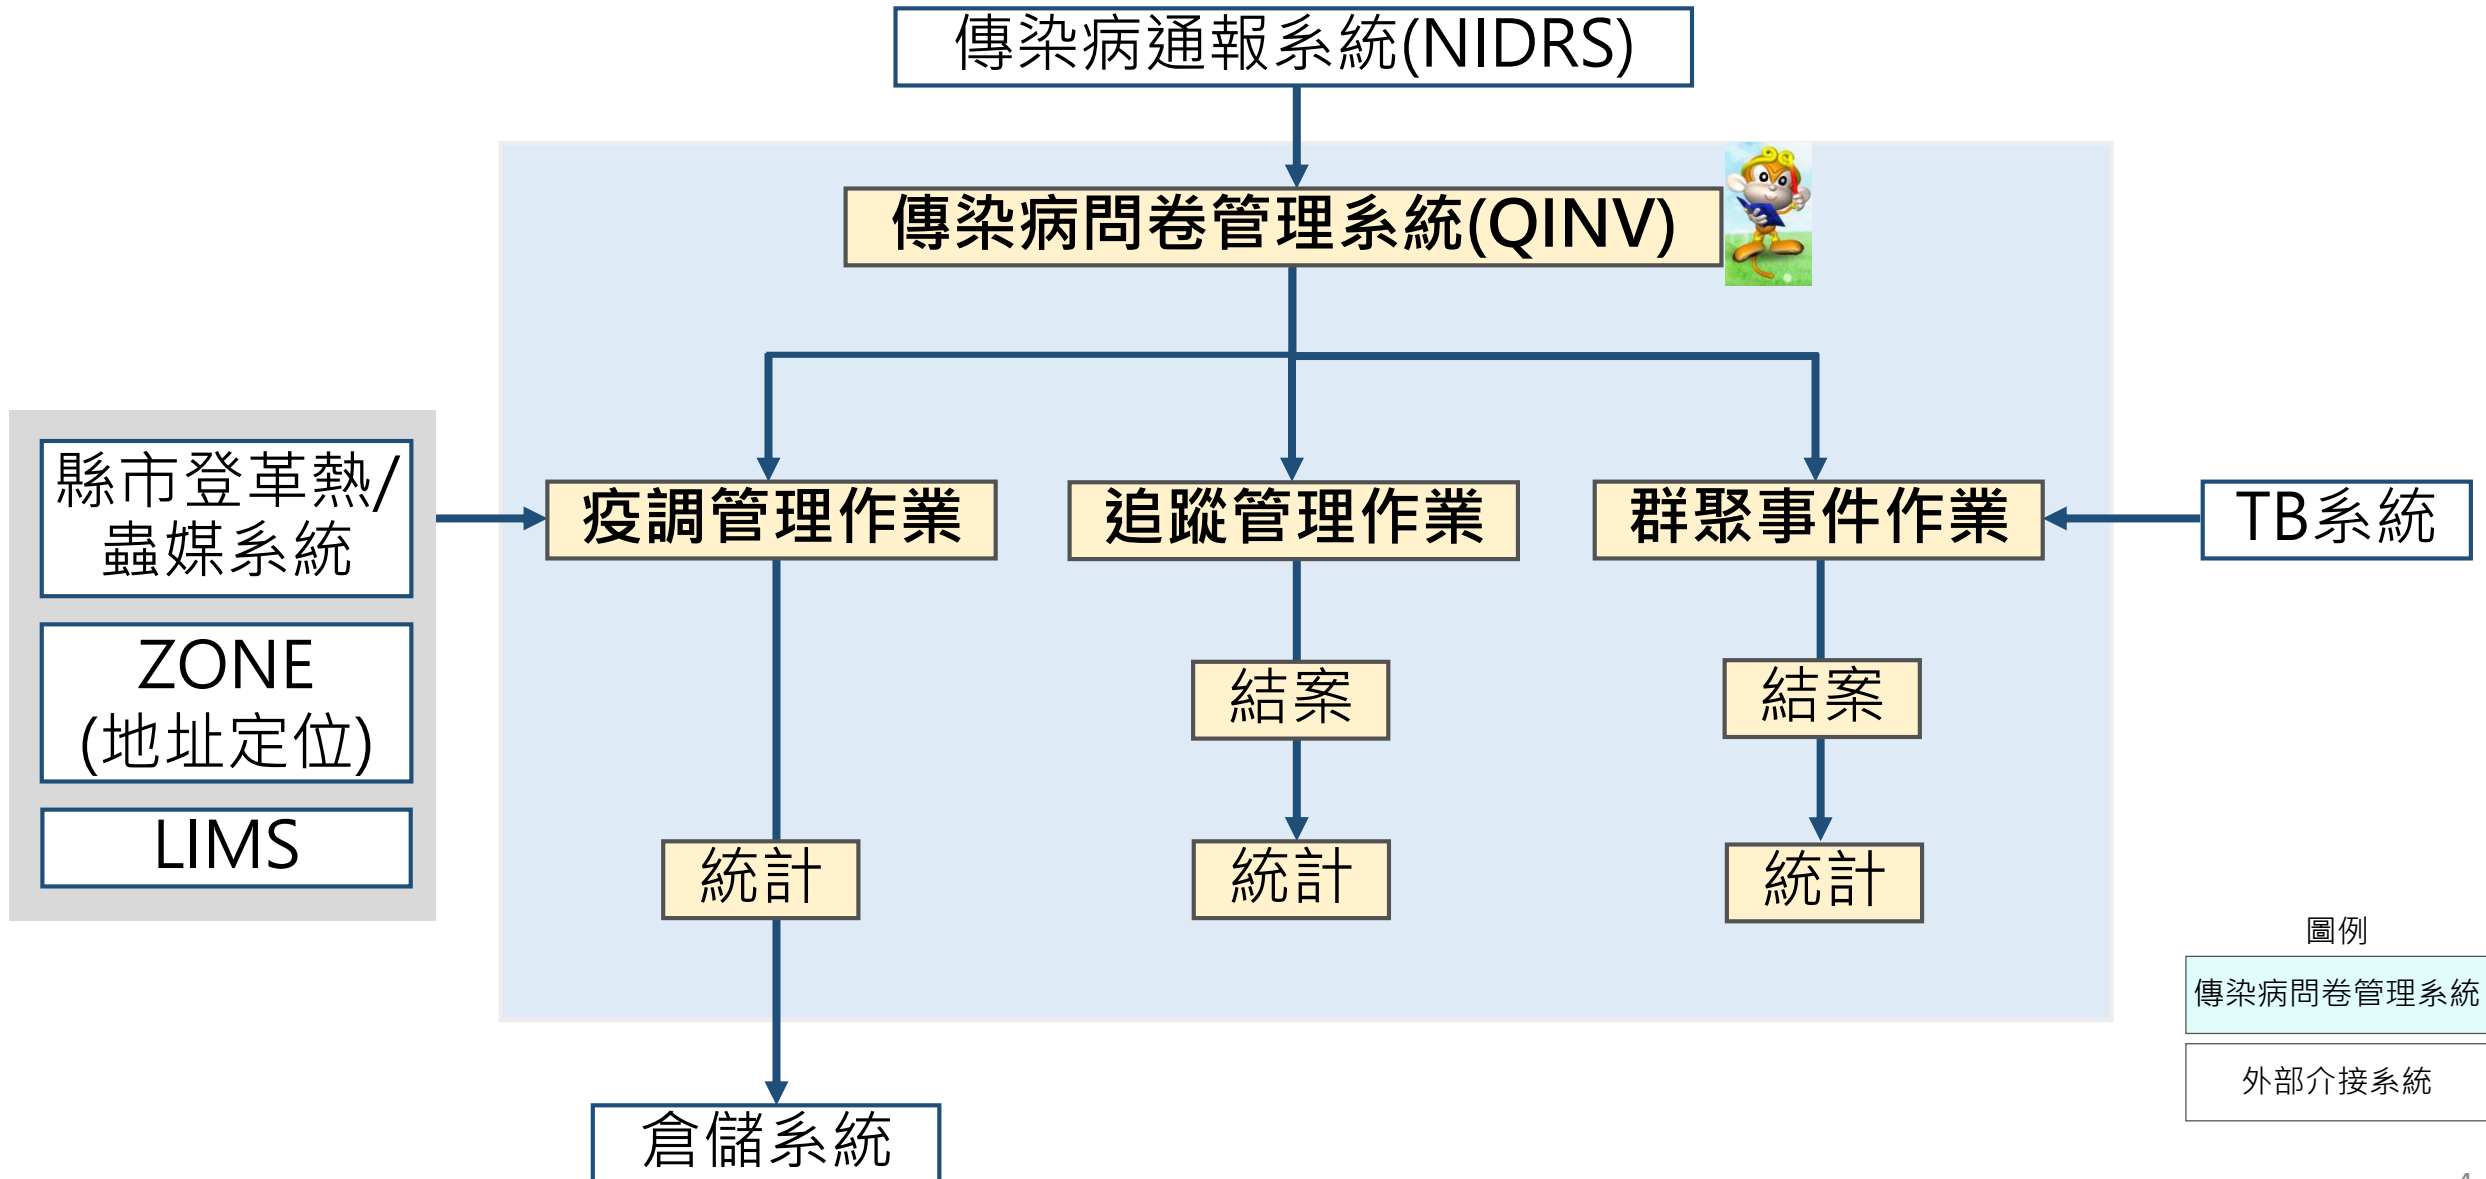 傳染病通報系統(NIDRS)
傳染病問卷管理系統(QINV)
縣市登革熱/
蟲媒系統
ZONE
(地址定位)
LIMS
疫調管理作業
追蹤管理作業
群聚事件作業
TB系統
結案
結案
統計
統計
統計
倉儲系統
圖例
傳染病問卷管理系統
外部介接系統